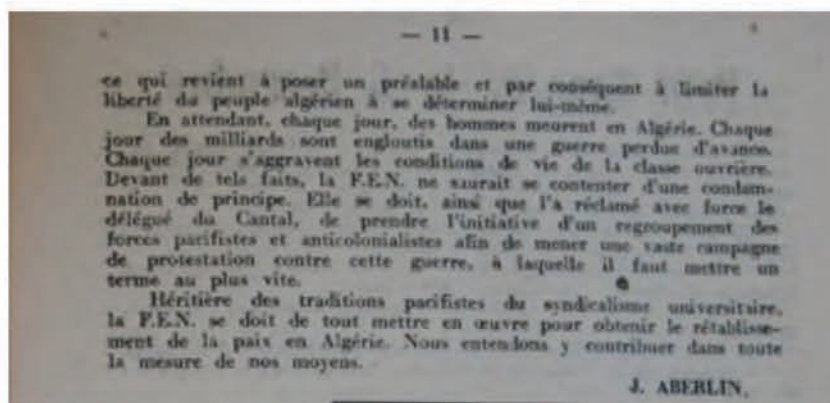 — 11 —
ce qui revient à poser un préalable et par conséquent à limiter la
liberté du peuple algérien à se déterminer lui-même.
En attendant, chaque jour, des hommes meurent en Algérie. Chaque
jour des milliards sont engloutis dans une guerre perdue d'avance.
Chaque jour s'aggravent les conditions de vie de la classe ouvrière.
Devant de tels faits, la F.E.N. ne saurait se contenter d'une condam-
nation de principe. Elle se doit, ainsi que l'a réclamé avec force le
délégué du Cantal, de prendre l'initiative d'un regroupement des
forces pacifistes et anticolonialistes afin de mener une vaste campagne
de protestation contre cette guerre, à laquelle il faut mettre un
terme au plus vite.
Héritière des traditions pacifistes du syndicalisme universitaire,
la F.E.N. se doit de tout mettre en œuvre pour obtenir le rétablisse-
ment de la paix en Algérie. Nous entendons y contribuer dans toute
la mesure de nos moyens.
J. ABERLIN.